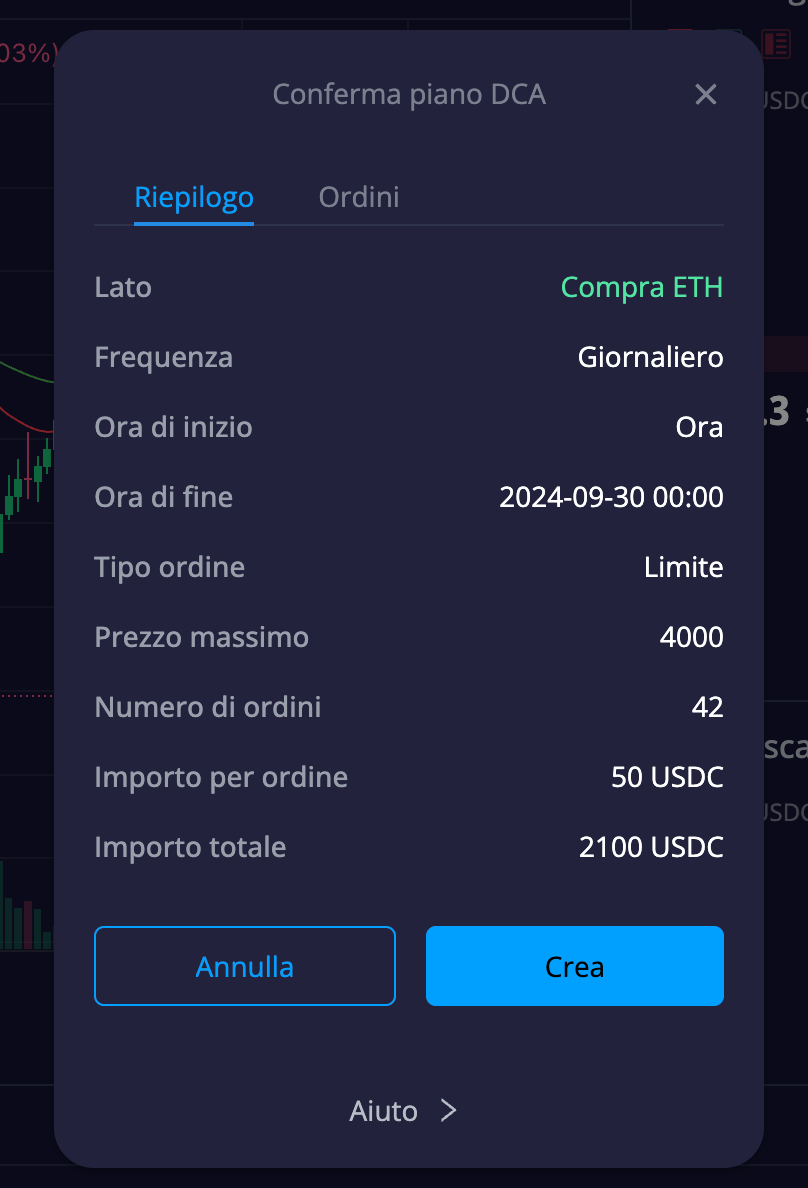 03%)
Conferma piano DCA
Riepilogo Ordini
Lato Compra ETH
Frequenza Giornaliero
Ora di inizio Ora
.3
Ora di fine 2024-09-30 00:00
Tipo ordine Limite
Prezzo massimo 4000
Numero di ordini 42
Importo per ordine 50 USDC
Importo totale 2100 USDC
Annulla Crea
Aiuto